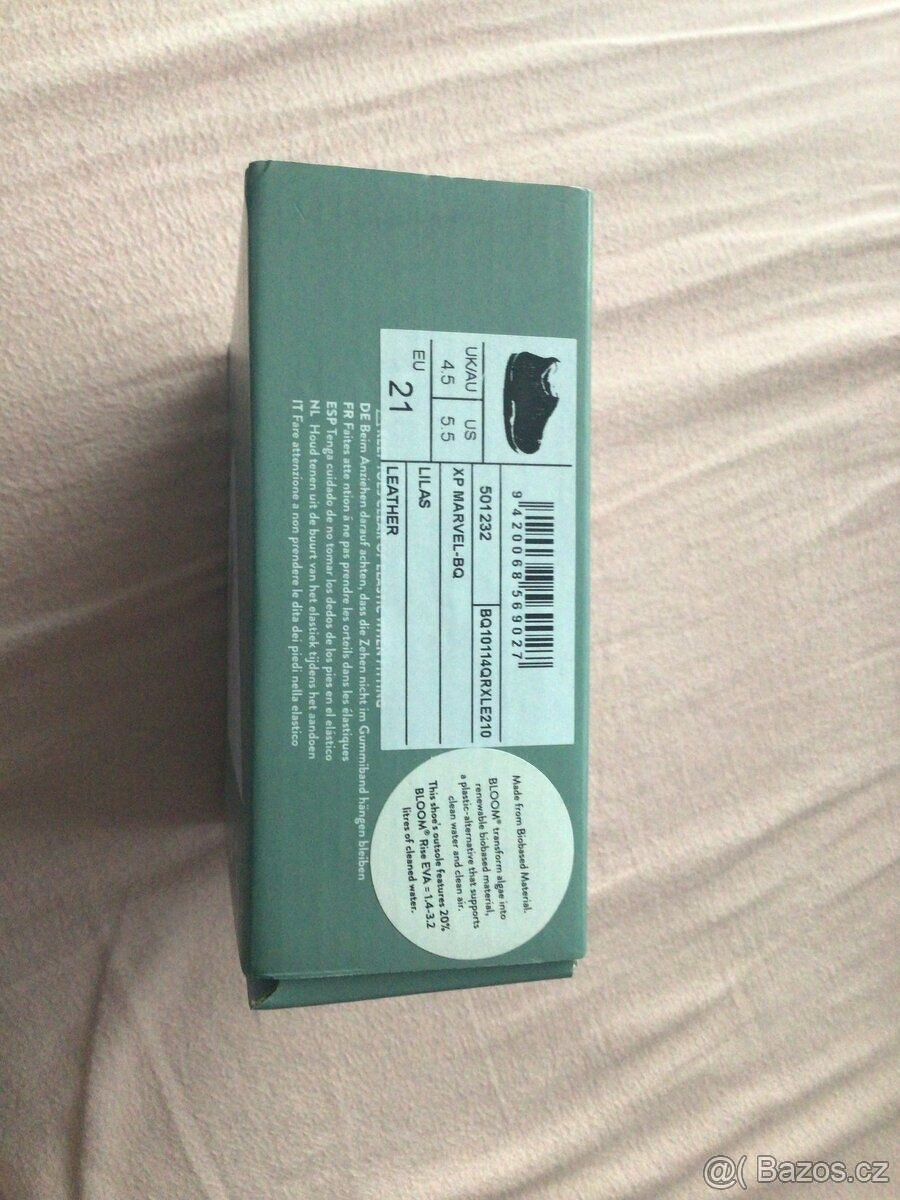 UK/AU US
4.5 5.5
EU 21
9 420068 569027
501232 BQ10114QRXLE210
XP MARVEL-BQ
LILAS
LEATHER
DE Beim Anziehen darauf achten, dass die Zehen nicht im Gummiband hängen bleiben
FR Faites attention à ne pas prendre les orteils dans les élastiques
ESP Tenga cuidado de no tomar los dedos de los pies en el elástico
NL Houd tenen uit de buurt van het elastiek tijdens het aandoen
IT Fare attenzione a non prendere le dita dei piedi nella elastico
Made from Biobased Material.
BLOOM® transform algae into
renewable biobased material,
a plastic-alternative that supports
clean water and clean air.
This shoe's outsole features 20%
BLOOM® Rise EVA = 1.4-3.2
litres of cleaned water.
@( Bazos.cz